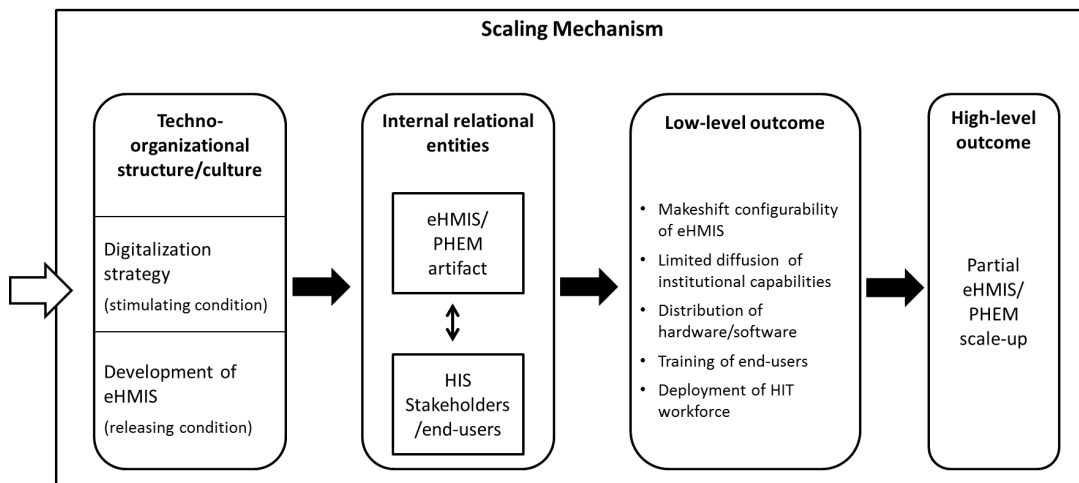 Scaling Mechanism
Techno-
organizational
structure/culture
Digitalization
strategy
(stimulating condition)
Development of
eHMIS
(releasing condition)
Internal relational
entities
eHMIS/
PHEM
artifact
HIS
Stakeholders
/end-users
Low-level outcome
• Makeshift configurability
of eHMIS
• Limited diffusion of
institutional capabilities
• Distribution of
hardware/software
• Training of end-users
• Deployment of HIT
workforce
High-level
outcome
Partial
eHMIS/
PHEM
scale-up